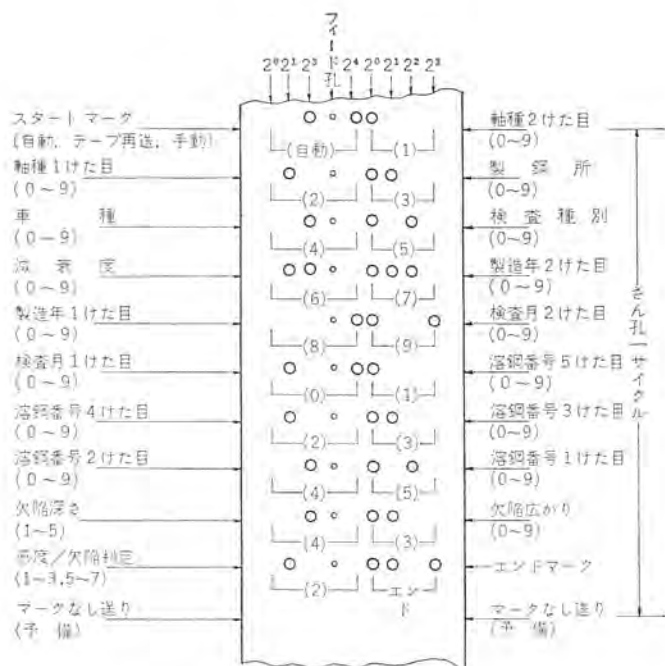 フィード孔
2⁰ 2¹ 2³ 2⁴ 2⁰ 2¹ 2² 2³
スタートマーク
(自動, テープ再送, 手動)
(自動)
(1)
軸種2けた目
(0~9)
軸種1けた目
(0~9)
(2)
(3)
製鋼所
(0~9)
車種
(0~9)
(4)
(5)
検査種別
(0~9)
減衰度
(0~9)
(6)
(7)
製造年2けた目
(0~9)
製造年1けた目
(0~9)
(8)
(9)
検査月2けた目
(0~9)
検査月1けた目
(0~9)
(0)
(1)
溶鋼番号5けた目
(0~9)
溶鋼番号4けた目
(0~9)
(2)
(3)
溶鋼番号3けた目
(0~9)
溶鋼番号2けた目
(0~9)
(4)
(5)
溶鋼番号1けた目
(0~9)
欠陥深さ
(1~5)
(4)
(3)
欠陥広がり
(0~9)
感度/欠陥判定
(1~3,5~7)
(2)
エンド
エンドマーク
マークなし送り
(予備)
マークなし送り
(予備)
さん孔一サイクル